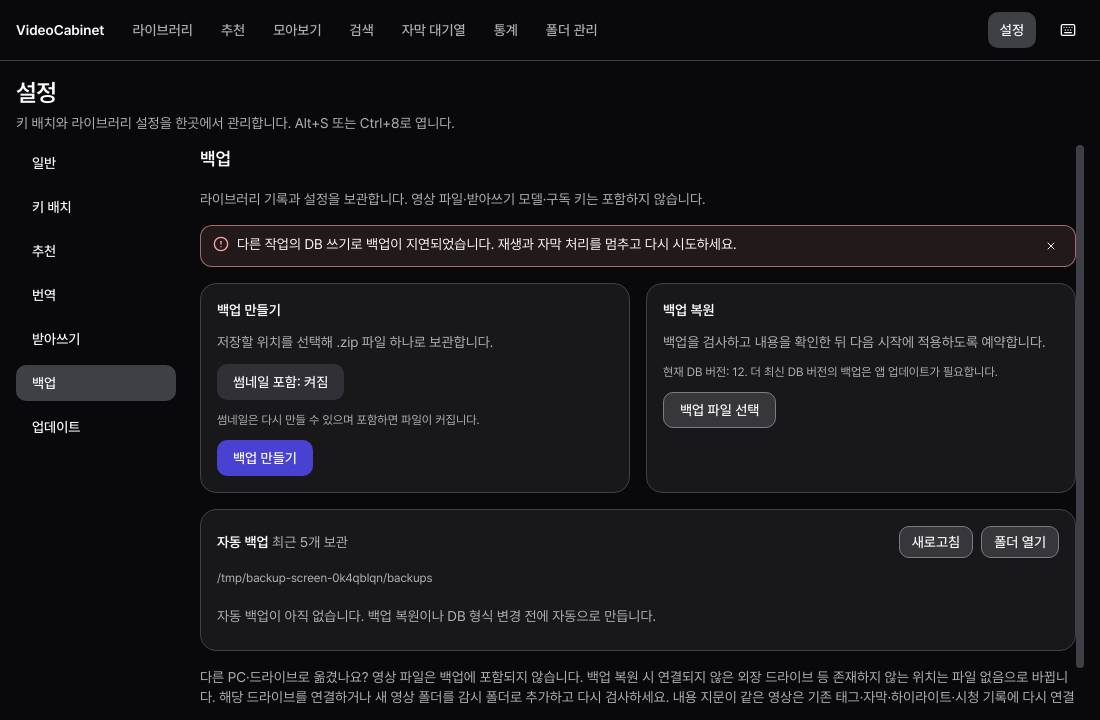 VideoCabinet 라이브러리 추천 모아보기 검색 자막 대기열 통계 폴더 관리 설정
설정
키 배치와 라이브러리 설정을 한곳에서 관리합니다. Alt+S 또는 Ctrl+8로 엽니다.
일반
키 배치
추천
번역
받아쓰기
백업
업데이트
백업
라이브러리 기록과 설정을 보관합니다. 영상 파일·받아쓰기 모델·구독 키는 포함하지 않습니다.
다른 작업의 DB 쓰기로 백업이 지연되었습니다. 재생과 자막 처리를 멈추고 다시 시도하세요.
백업 만들기
저장할 위치를 선택해 .zip 파일 하나로 보관합니다.
썸네일 포함: 켜짐
썸네일은 다시 만들 수 있으며 포함하면 파일이 커집니다.
백업 만들기
백업 복원
백업을 검사하고 내용을 확인한 뒤 다음 시작에 적용하도록 예약합니다.
현재 DB 버전: 12. 더 최신 DB 버전의 백업은 앱 업데이트가 필요합니다.
백업 파일 선택
자동 백업 최근 5개 보관 새로고침 폴더 열기
/tmp/backup-screen-0k4qblqn/backups
자동 백업이 아직 없습니다. 백업 복원이나 DB 형식 변경 전에 자동으로 만듭니다.
다른 PC·드라이브로 옮겼나요? 영상 파일은 백업에 포함되지 않습니다. 백업 복원 시 연결되지 않은 외장 드라이브 등 존재하지 않는 위치는 파일 없음으로 바뀝니
다. 해당 드라이브를 연결하거나 새 영상 폴더를 감시 폴더로 추가하고 다시 검사하세요. 내용 지문이 같은 영상은 기존 태그·자막·하이라이트·시청 기록에 다시 연결